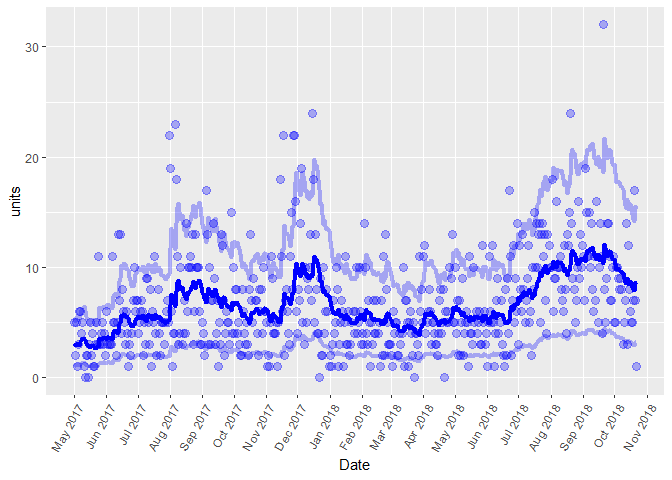 30
20
10
0
units
May 2017
Jun 2017
Jul 2017
Aug 2017
Sep 2017
Oct 2017
Nov 2017
Dec 2017
Jan 2018
Feb 2018
Mar 2018
Apr 2018
May 2018
Jun 2018
Jul 2018
Aug 2018
Sep 2018
Oct 2018
Nov 2018
Date